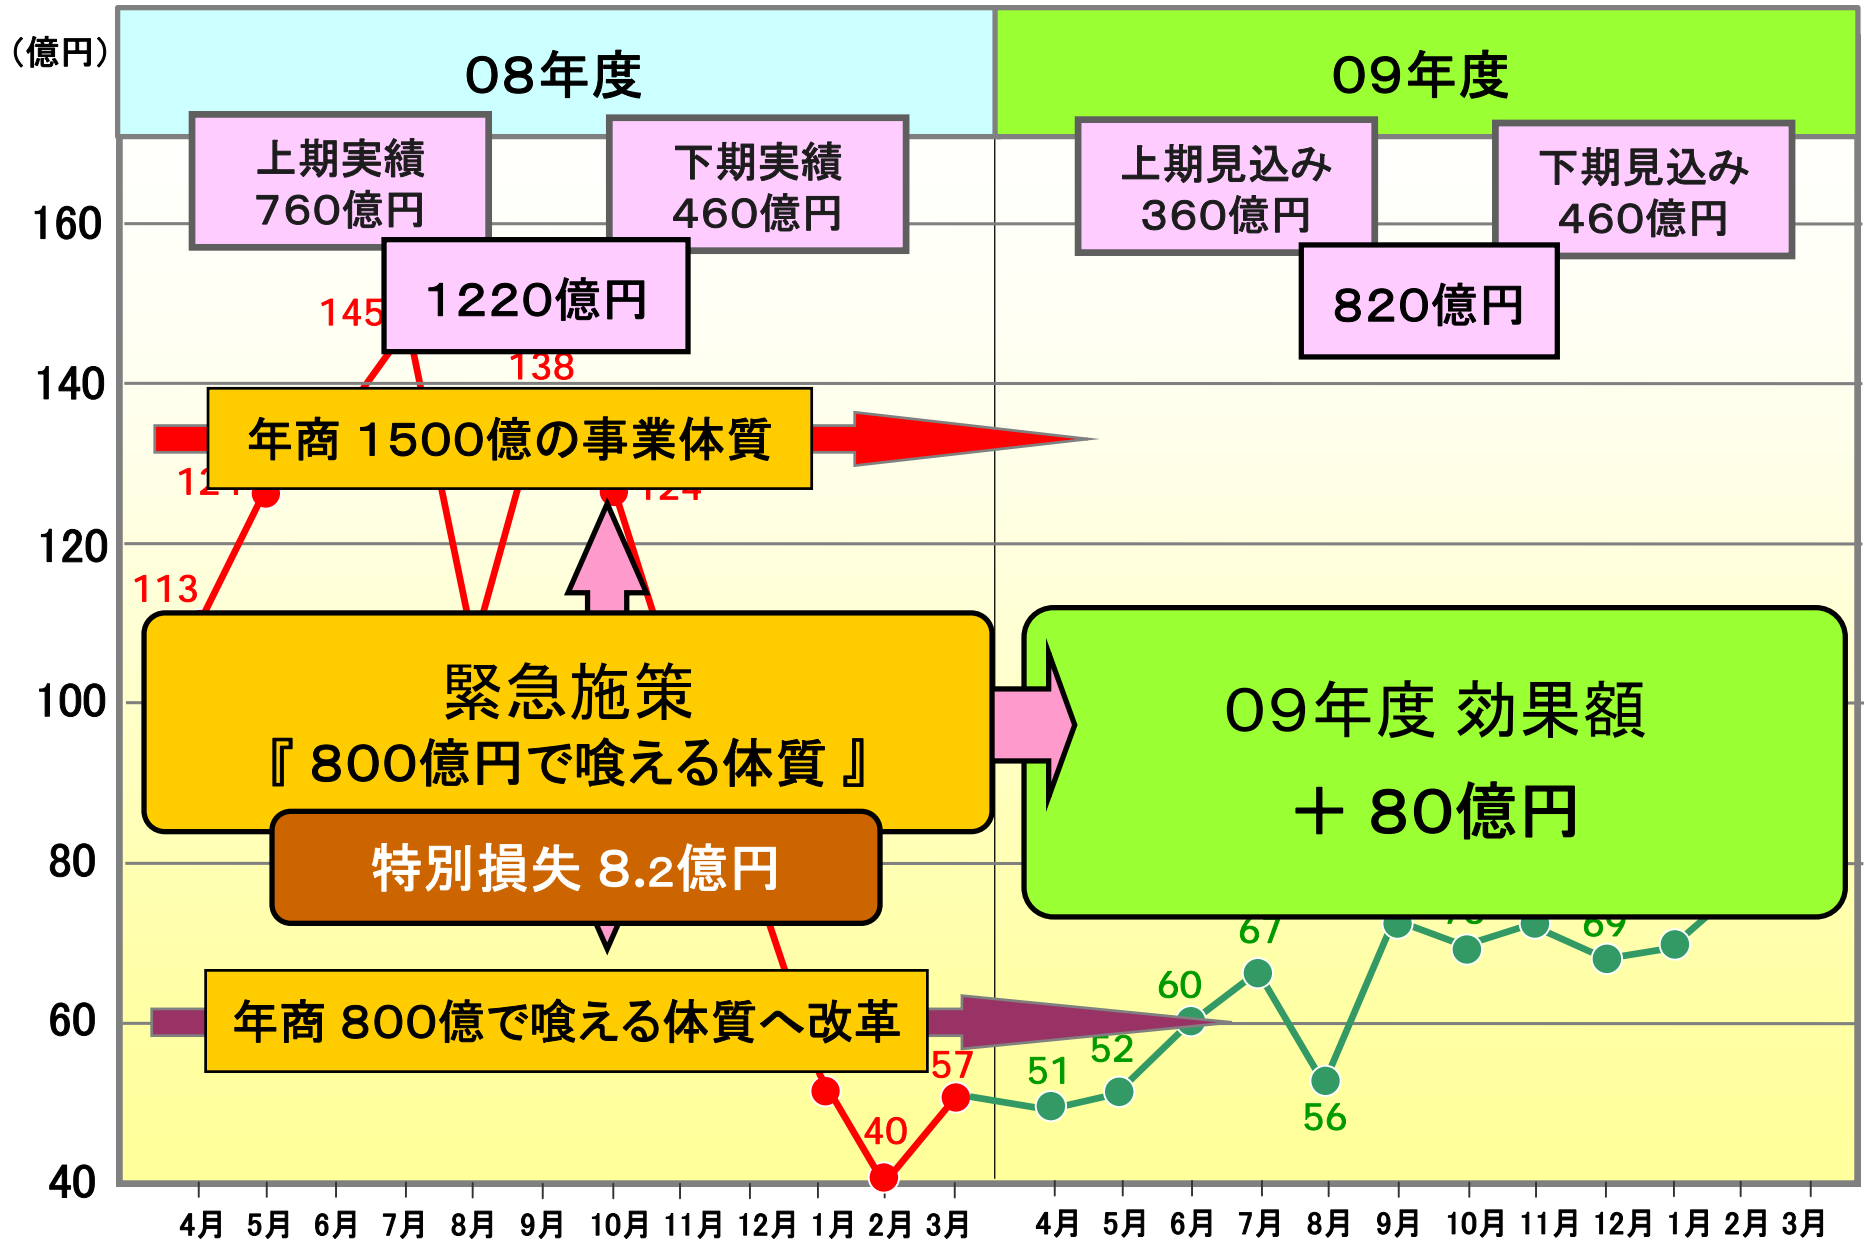 （億円）
０８年度
０９年度
上期実績
７６０億円
下期実績
４６０億円
上期見込み
３６０億円
下期見込み
４６０億円
１２２０億円
８２０億円
160
140
120
100
80
60
40
145
138
年商 １５００億の事業体質
124
113
緊急施策
『 ８００億円で喰える体質 』
特別損失 ８.２億円
０９年度 効果額
＋ ８０億円
年商 ８００億で喰える体質へ改革
57
40
51
52
60
67
56
69
4月 5月 6月 7月 8月 9月 10月 11月 12月 1月 2月 3月
4月 5月 6月 7月 8月 9月 10月 11月 12月 1月 2月 3月